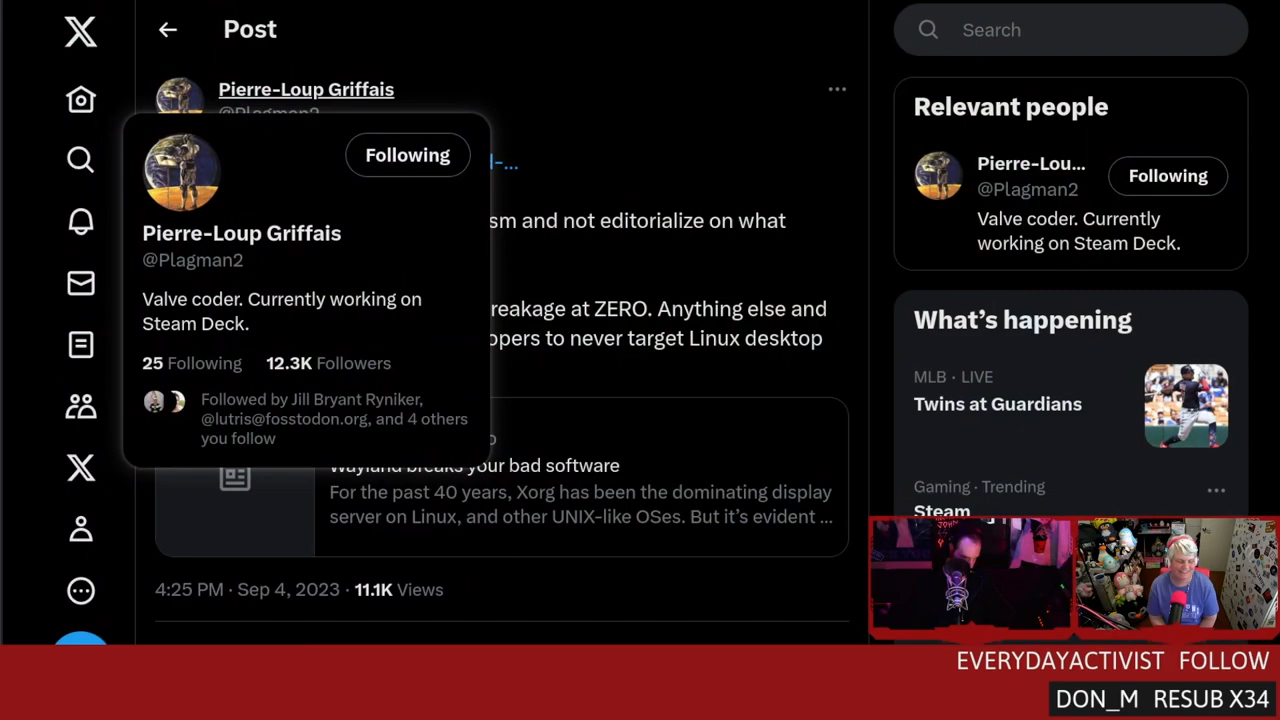 Post
Search
Pierre-Loup Griffais
@Plagman2
Following
Pierre-Loup Griffais
@Plagman2
Valve coder. Currently working on
Steam Deck.
25 Following 12.3K Followers
Followed by Jill Bryant Ryniker,
@lutris@fosstodon.org, and 4 others
you follow
and not editorialize on what
at ZERO. Anything else and
to never target Linux desktop
Wayland breaks your bad software
For the past 40 years, Xorg has been the dominating display
server on Linux, and other UNIX-like OSes. But it’s evident ...
4:25 PM · Sep 4, 2023 · 11.1K Views
Relevant people
Pierre-Lou...
@Plagman2
Following
Valve coder. Currently
working on Steam Deck.
What’s happening
MLB · LIVE
Twins at Guardians
Gaming · Trending
Steam
EVERYDAYACTIVIST FOLLOW
DON_M RESUB X34